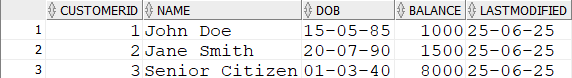 CUSTOMERID NAME DOB BALANCE LASTMODIFIED
1 1 John Doe 15-05-85 1000 25-06-25
2 2 Jane Smith 20-07-90 1500 25-06-25
3 3 Senior Citizen 01-03-40 8000 25-06-25